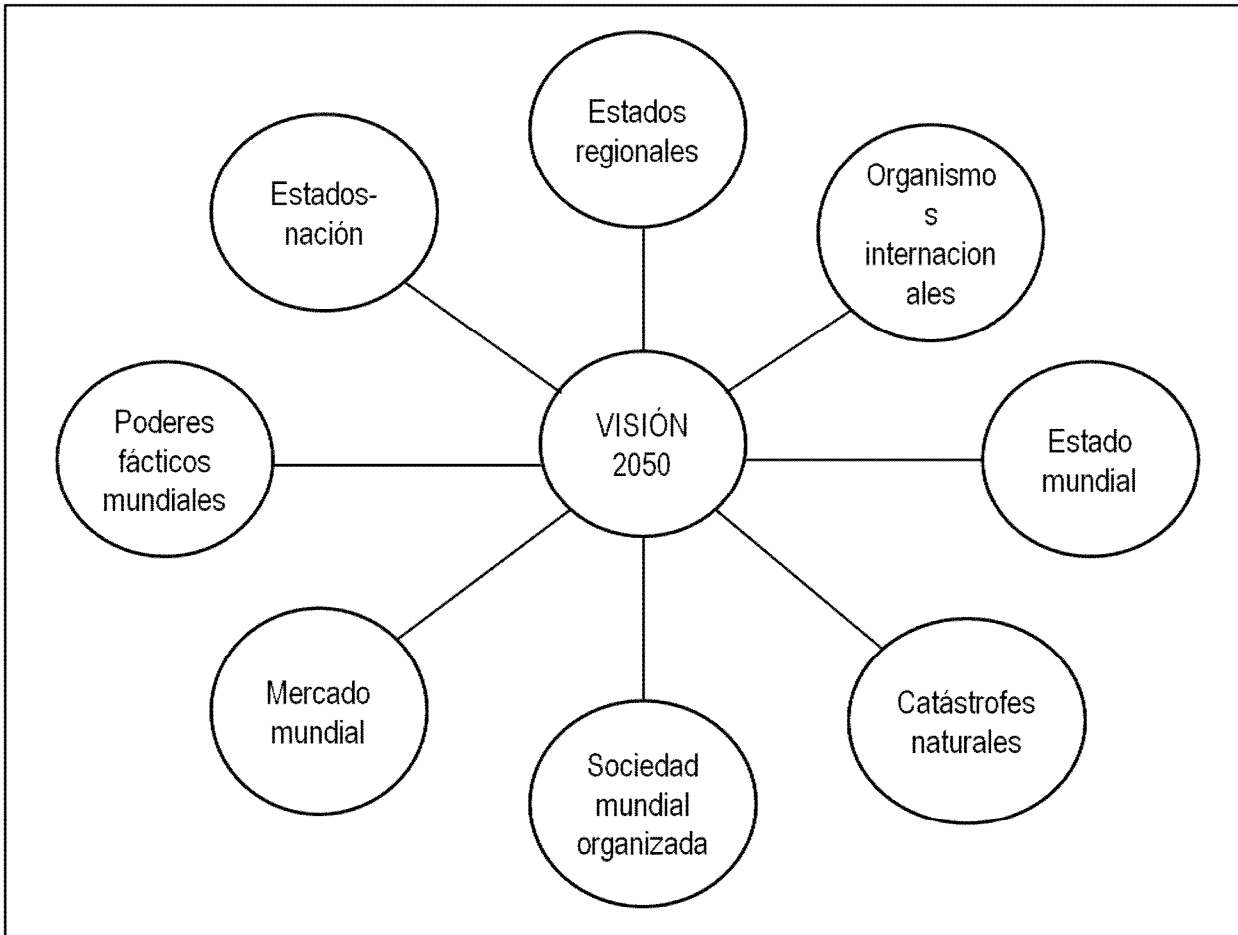 Estados
regionales
Organismo
s
internacion
ales
Estados-
nación
Poderes
fácticos
mundiales
VISIÓN
2050
Estado
mundial
Mercado
mundial
Catástrofes
naturales
Sociedad
mundial
organizada